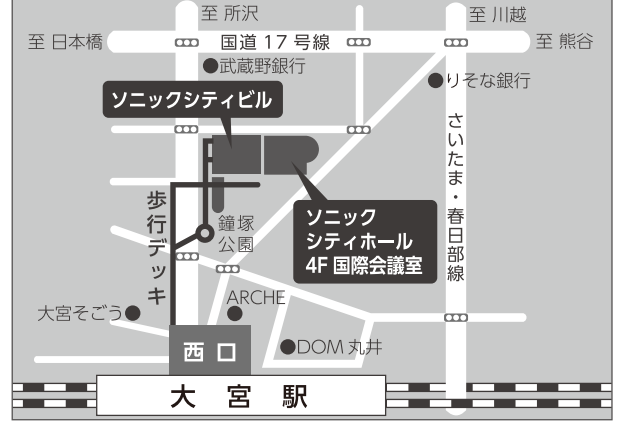 至 所沢
至 川越
至 日本橋
国道 17 号線
至 熊谷
●武蔵野銀行
●りそな銀行
ソニックシティビル
さいたま・春日部線
歩行デッキ
鐘塚
公園
ソニック
シティホール
4F 国際会議室
大宮そごう●
ARCHE
●
●DOM 丸井
西 口
大 宮 駅